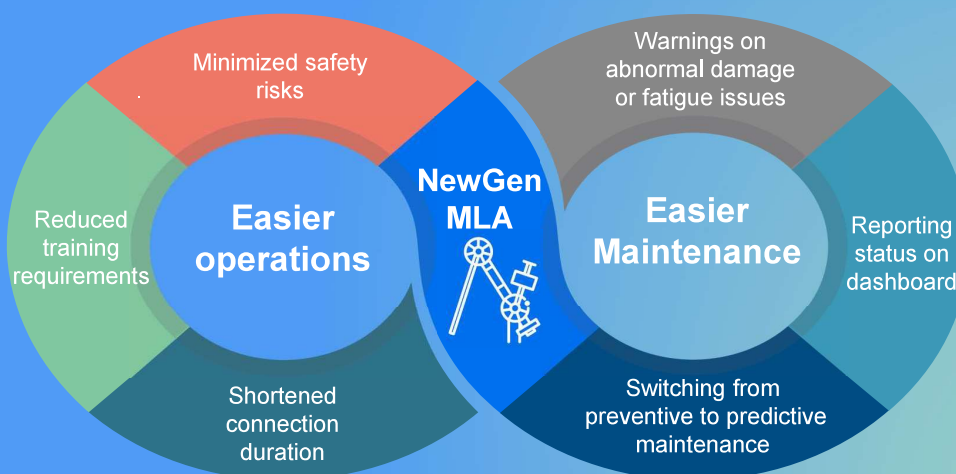 Minimized safety
risks
Reduced
training
requirements
Easier
operations
Shortened
connection
duration
NewGen
MLA
Warnings on
abnormal damage
or fatigue issues
Easier
Maintenance
Reporting
status on
dashboard
Switching from
preventive to predictive
maintenance